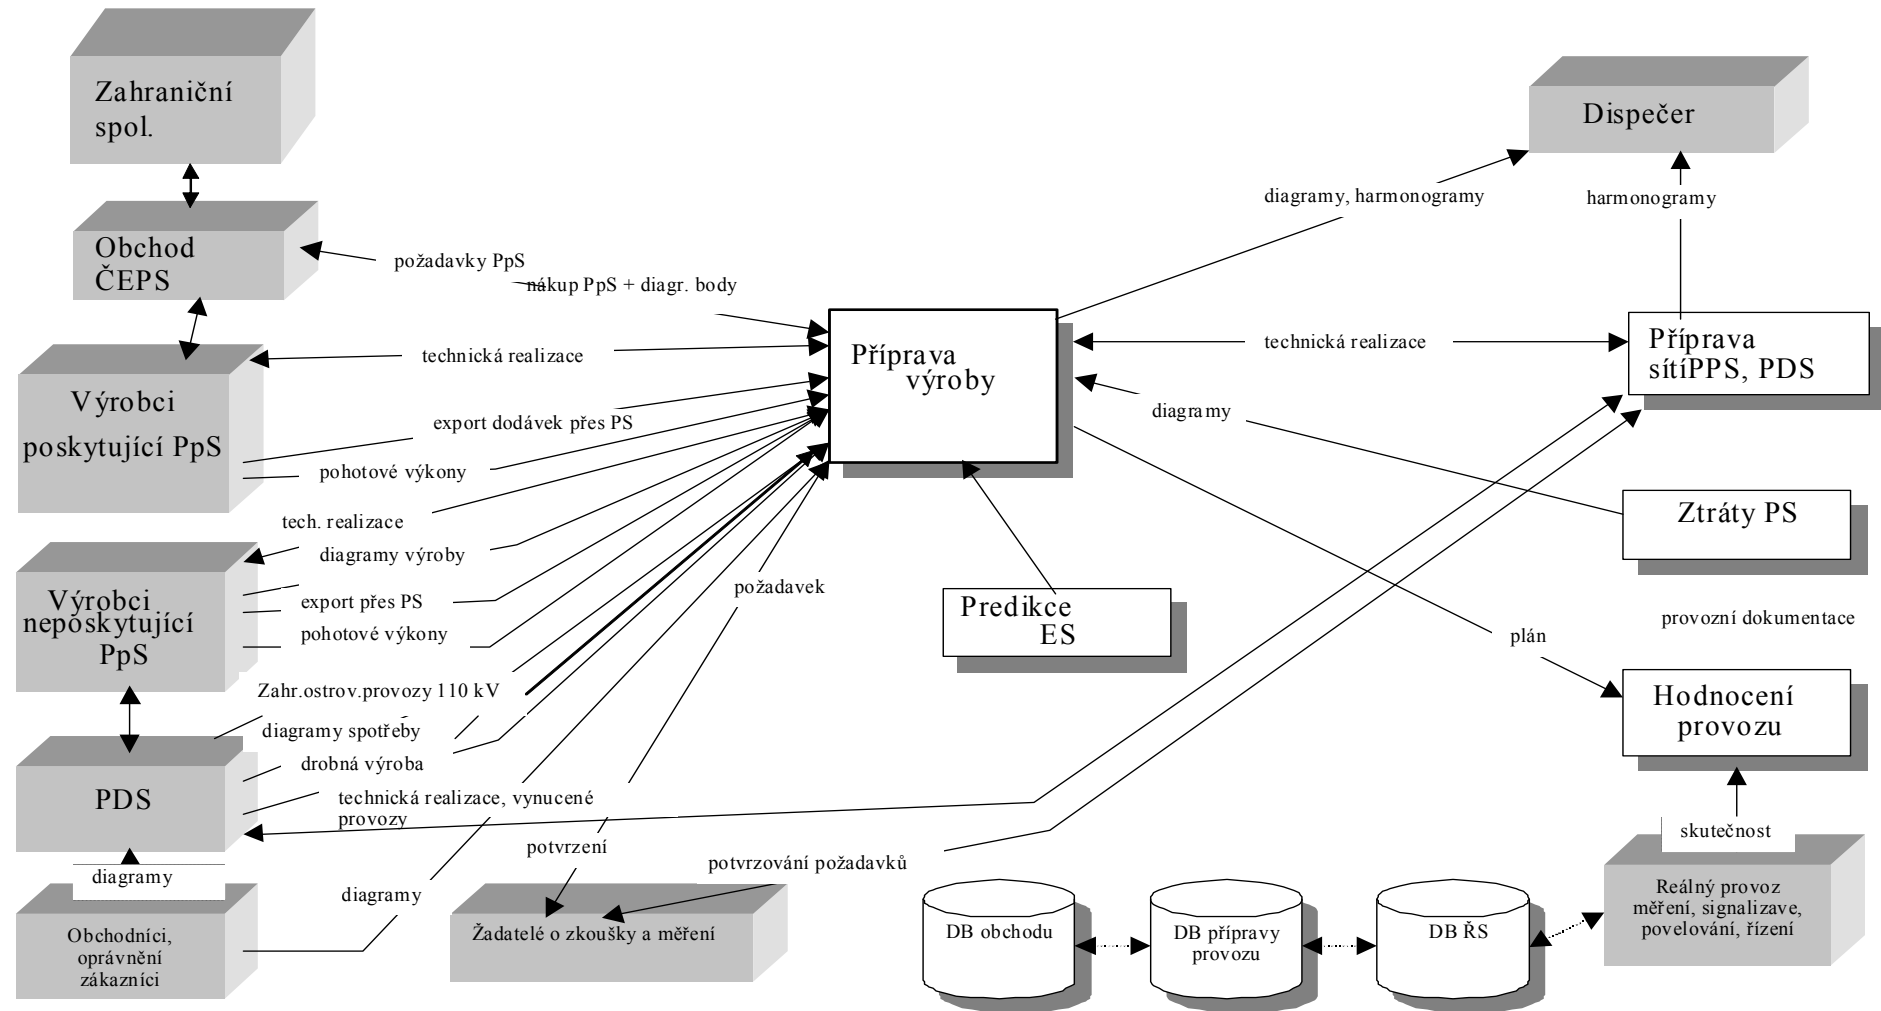 Zahraniční
spol.
Dispečer
diagramy, harmonogramy
harmonogramy
Obchod
ČEPS
požadavky PpS
nákup PpS + diagr. body
technická realizace
Příprava
výroby
technická realizace
Příprava
sítíPPS, PDS
Výrobci
poskytující PpS
export dodávek přes PS
pohotové výkony
diagramy
Ztráty PS
tech. realizace
diagramy výroby
Výrobci
neposkytující
PpS
export přes PS
pohotové výkony
požadavek
Predikce
ES
provozní dokumentace
plán
Zahr.ostrov.provozy 110 kV
diagramy spotřeby
drobná výroba
Hodnocení
provozu
PDS
technická realizace, vynucené
provozy
potvrzení
potvrzování požadavků
skutečnost
diagramy
diagramy
Obchodníci,
oprávnění
zákazníci
Žadatelé o zkoušky a měření
DB obchodu
DB přípravy
provozu
DB ŘS
Reálný provoz
měření, signalizave,
povelování, řízení